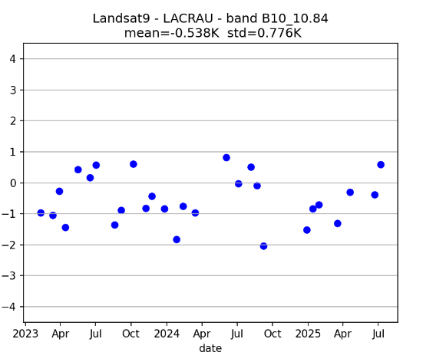 Landsat9 - LACRAU - band B10_10.84
mean=-0.538K  std=0.776K
4
3
2
1
0
−1
−2
−3
−4
2023 Apr Jul Oct 2024 Apr Jul Oct 2025 Apr Jul
date